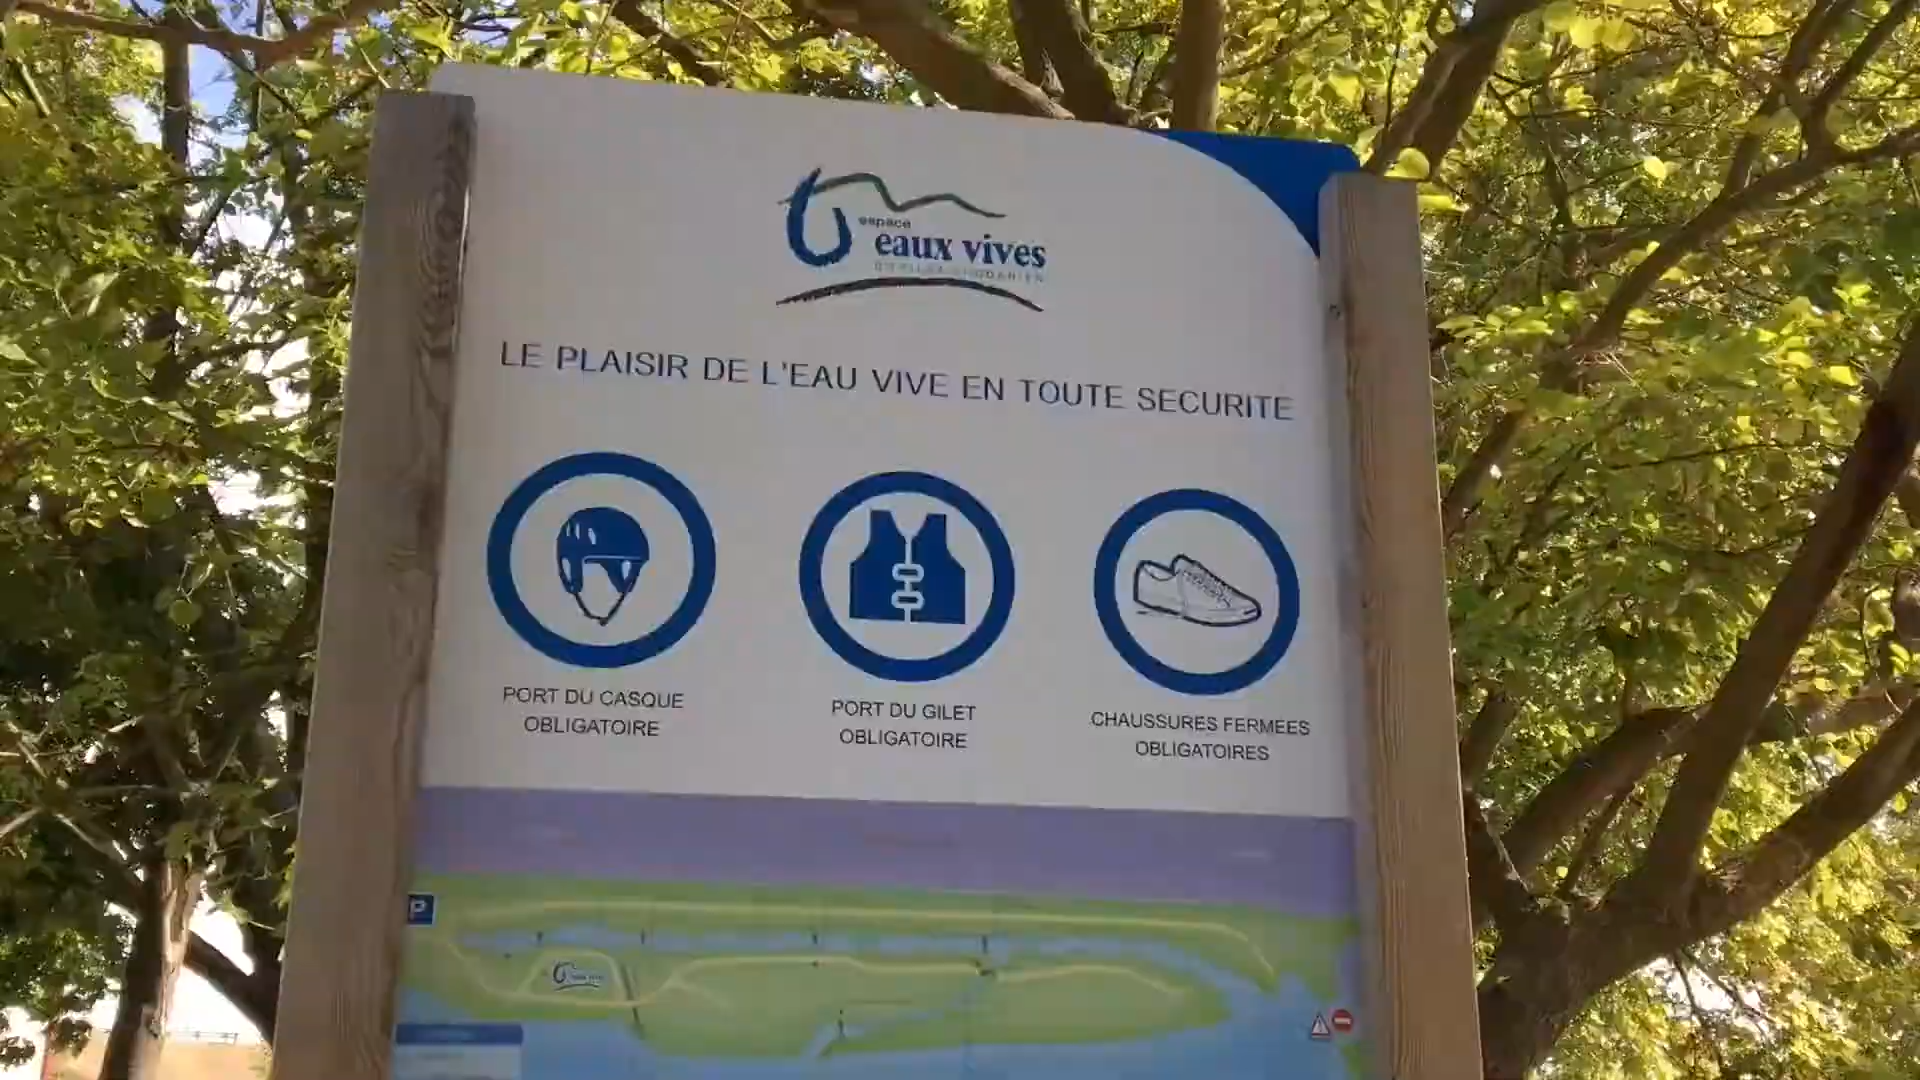 espace
eaux vives
LE PLAISIR DE L'EAU VIVE EN TOUTE SECURITE
PORT DU CASQUE
OBLIGATOIRE
PORT DU GILET
OBLIGATOIRE
CHAUSSURES FERMEES
OBLIGATOIRES
P